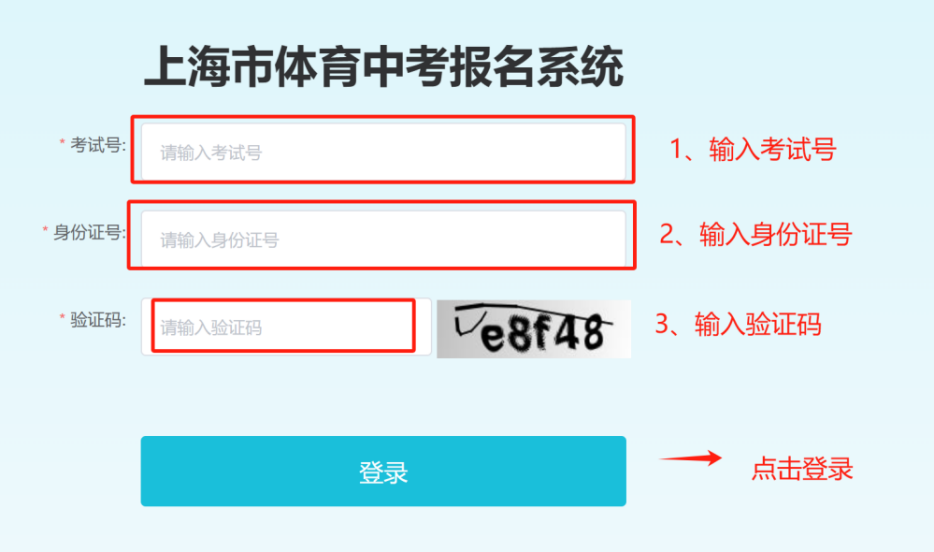 上海市体育中考报名系统
* 考试号: 请输入考试号 1、输入考试号
* 身份证号: 请输入身份证号 2、输入身份证号
* 验证码: 请输入验证码 e8f48 3、输入验证码
登录 点击登录